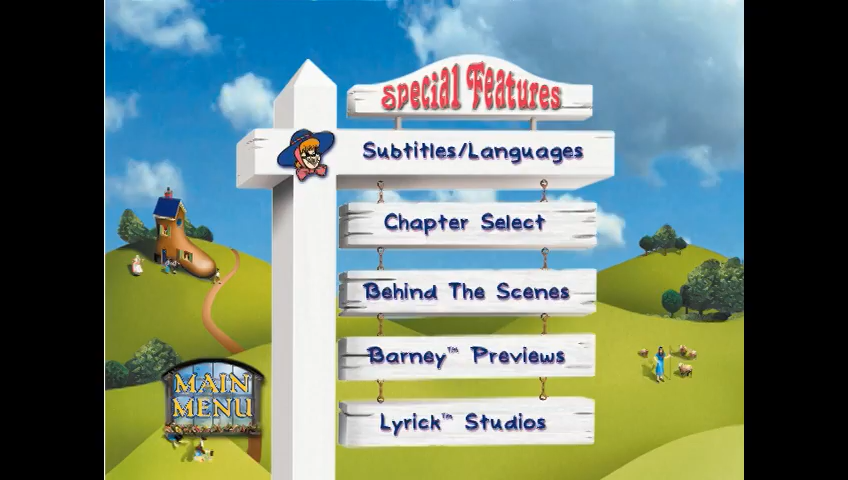 Special Features
Subtitles/Languages
Chapter Select
Behind The Scenes
Barney™ Previews
Lyrick™ Studios
MAIN
MENU